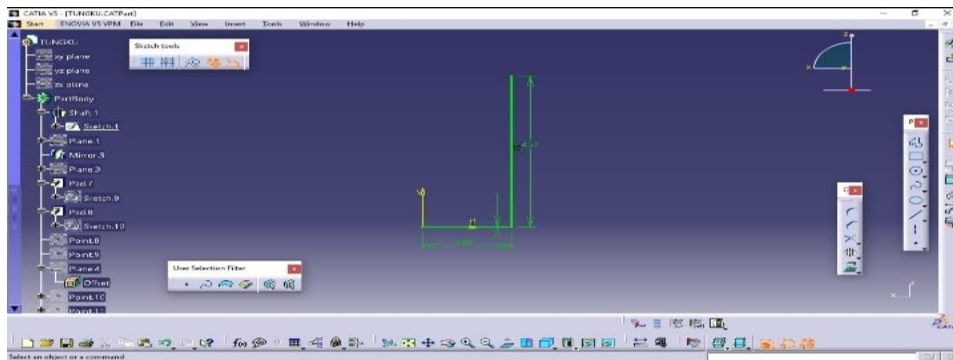 CATIA V5 - [TUNGKU.CATPart]
Start ENOVIA V5 VPM File Edit View Insert Tools Window Help
TUNGKU
Sketch tools
xy plane
yz plane
zx plane
PartBody
Shaft.1
Sketch.1
Plane.1
Mirror.3
Plane.3
Pad.7
Sketch.9
Pad.8
Sketch.10
Point.8
Point.9
Plane.4
User Selection Filter
Offset
Point.10
Point.11
Select an object or a command